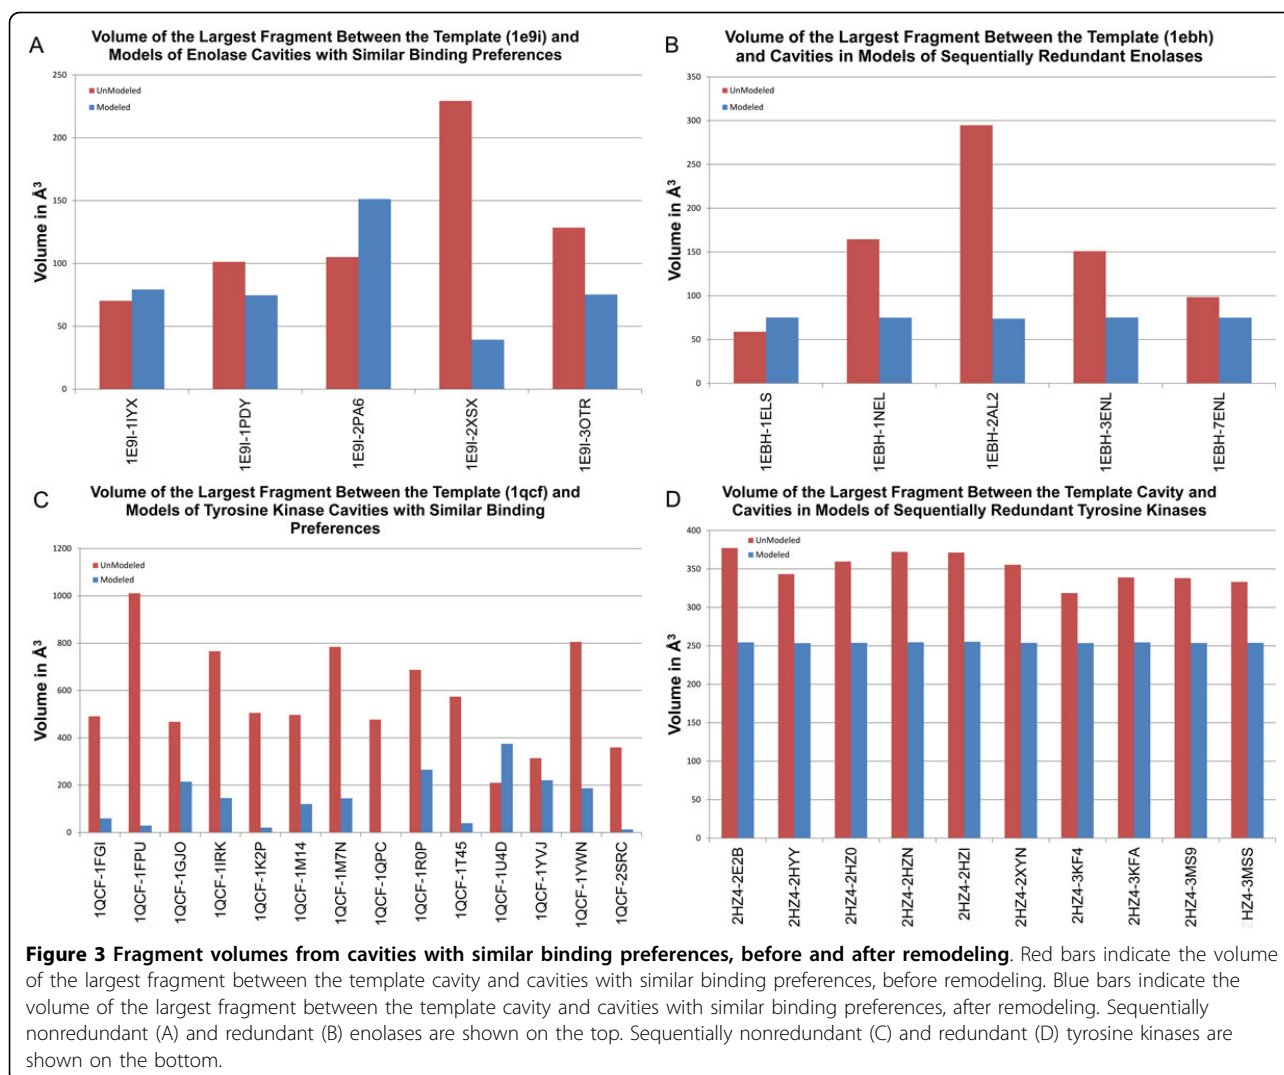 A
Volume of the Largest Fragment Between the Template (1e9i) and
Models of Enolase Cavities with Similar Binding Preferences
250
200
150
100
50
0
Volume in Å³
UnModeled
Modeled
1E9I-1IYX
1E9I-1PDY
1E9I-2PA6
1E9I-2XSX
1E9I-3OTR
B
Volume of the Largest Fragment Between the Template (1ebh)
and Cavities in Models of Sequentially Redundant Enolases
350
300
250
200
150
100
50
0
Volume in Å³
UnModeled
Modeled
1EBH-1ELS
1EBH-1NEL
1EBH-2AL2
1EBH-3ENL
1EBH-7ENL
C
Volume of the Largest Fragment Between the Template (1qcf) and
Models of Tyrosine Kinase Cavities with Similar Binding
Preferences
1200
1000
800
600
400
200
0
Volume in Å³
UnModeled
Modeled
1QCF-1FGI
1QCF-1FPU
1QCF-1GJO
1QCF-1IRK
1QCF-1K2P
1QCF-1M14
1QCF-1M7N
1QCF-1QPC
1QCF-1R0P
1QCF-1T45
1QCF-1U4D
1QCF-1YVJ
1QCF-1YWN
1QCF-2SRC
D
Volume of the Largest Fragment Between the Template Cavity and
Cavities in Models of Sequentially Redundant Tyrosine Kinases
400
350
300
250
200
150
100
50
0
Volume in Å³
UnModeled
Modeled
2HZ4-2E2B
2HZ4-2HYY
2HZ4-2HZ0
2HZ4-2HZN
2HZ4-2HZI
2HZ4-2XYN
2HZ4-3KF4
2HZ4-3KFA
2HZ4-3MS9
2HZ4-3MSS
Figure 3 Fragment volumes from cavities with similar binding preferences, before and after remodeling. Red bars indicate the volume
of the largest fragment between the template cavity and cavities with similar binding preferences, before remodeling. Blue bars indicate the
volume of the largest fragment between the template cavity and cavities with similar binding preferences, after remodeling. Sequentially
nonredundant (A) and redundant (B) enolases are shown on the top. Sequentially nonredundant (C) and redundant (D) tyrosine kinases are
shown on the bottom.